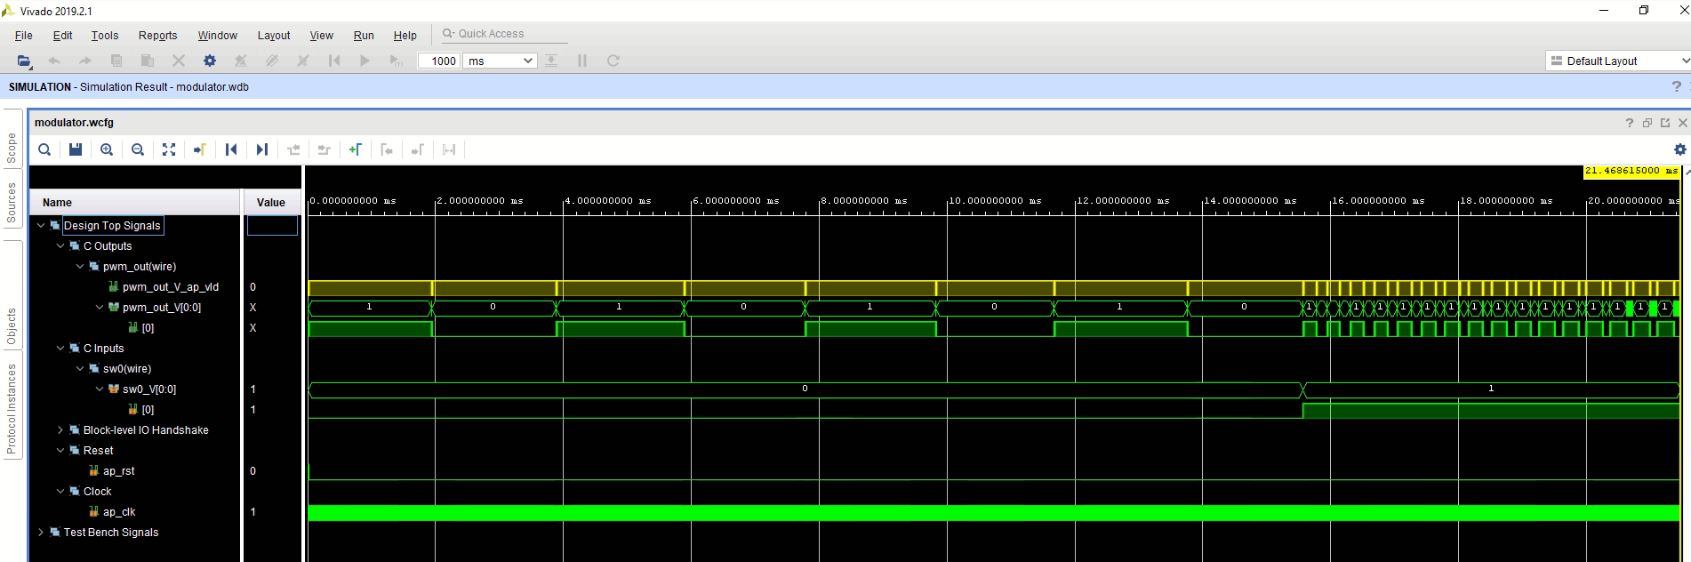 Vivado 2019.2.1
File Edit Tools Reports Window Layout View Run Help Quick Access
1000 ms Default Layout
SIMULATION - Simulation Result - modulator.wdb ?
modulator.wcfg ?
Scope
Sources
Objects
Protocol Instances
21.468615000 ms
Name Value 0.000000000 ms 2.000000000 ms 4.000000000 ms 6.000000000 ms 8.000000000 ms 10.000000000 ms 12.000000000 ms 14.000000000 ms 16.000000000 ms 18.000000000 ms 20.000000000 ms
Design Top Signals
C Outputs
pwm_out(wire)
pwm_out_V_ap_vld 0
pwm_out_V[0:0] X 1 0 1 0 1 0 1 0 1 1 1 1 1 1 1 1 1 1 1 1 1 1 1 1
[0] X
C Inputs
sw0(wire)
sw0_V[0:0] 1 0 1
[0] 1
Block-level IO Handshake
Reset
ap_rst 0
Clock
ap_clk 1
Test Bench Signals